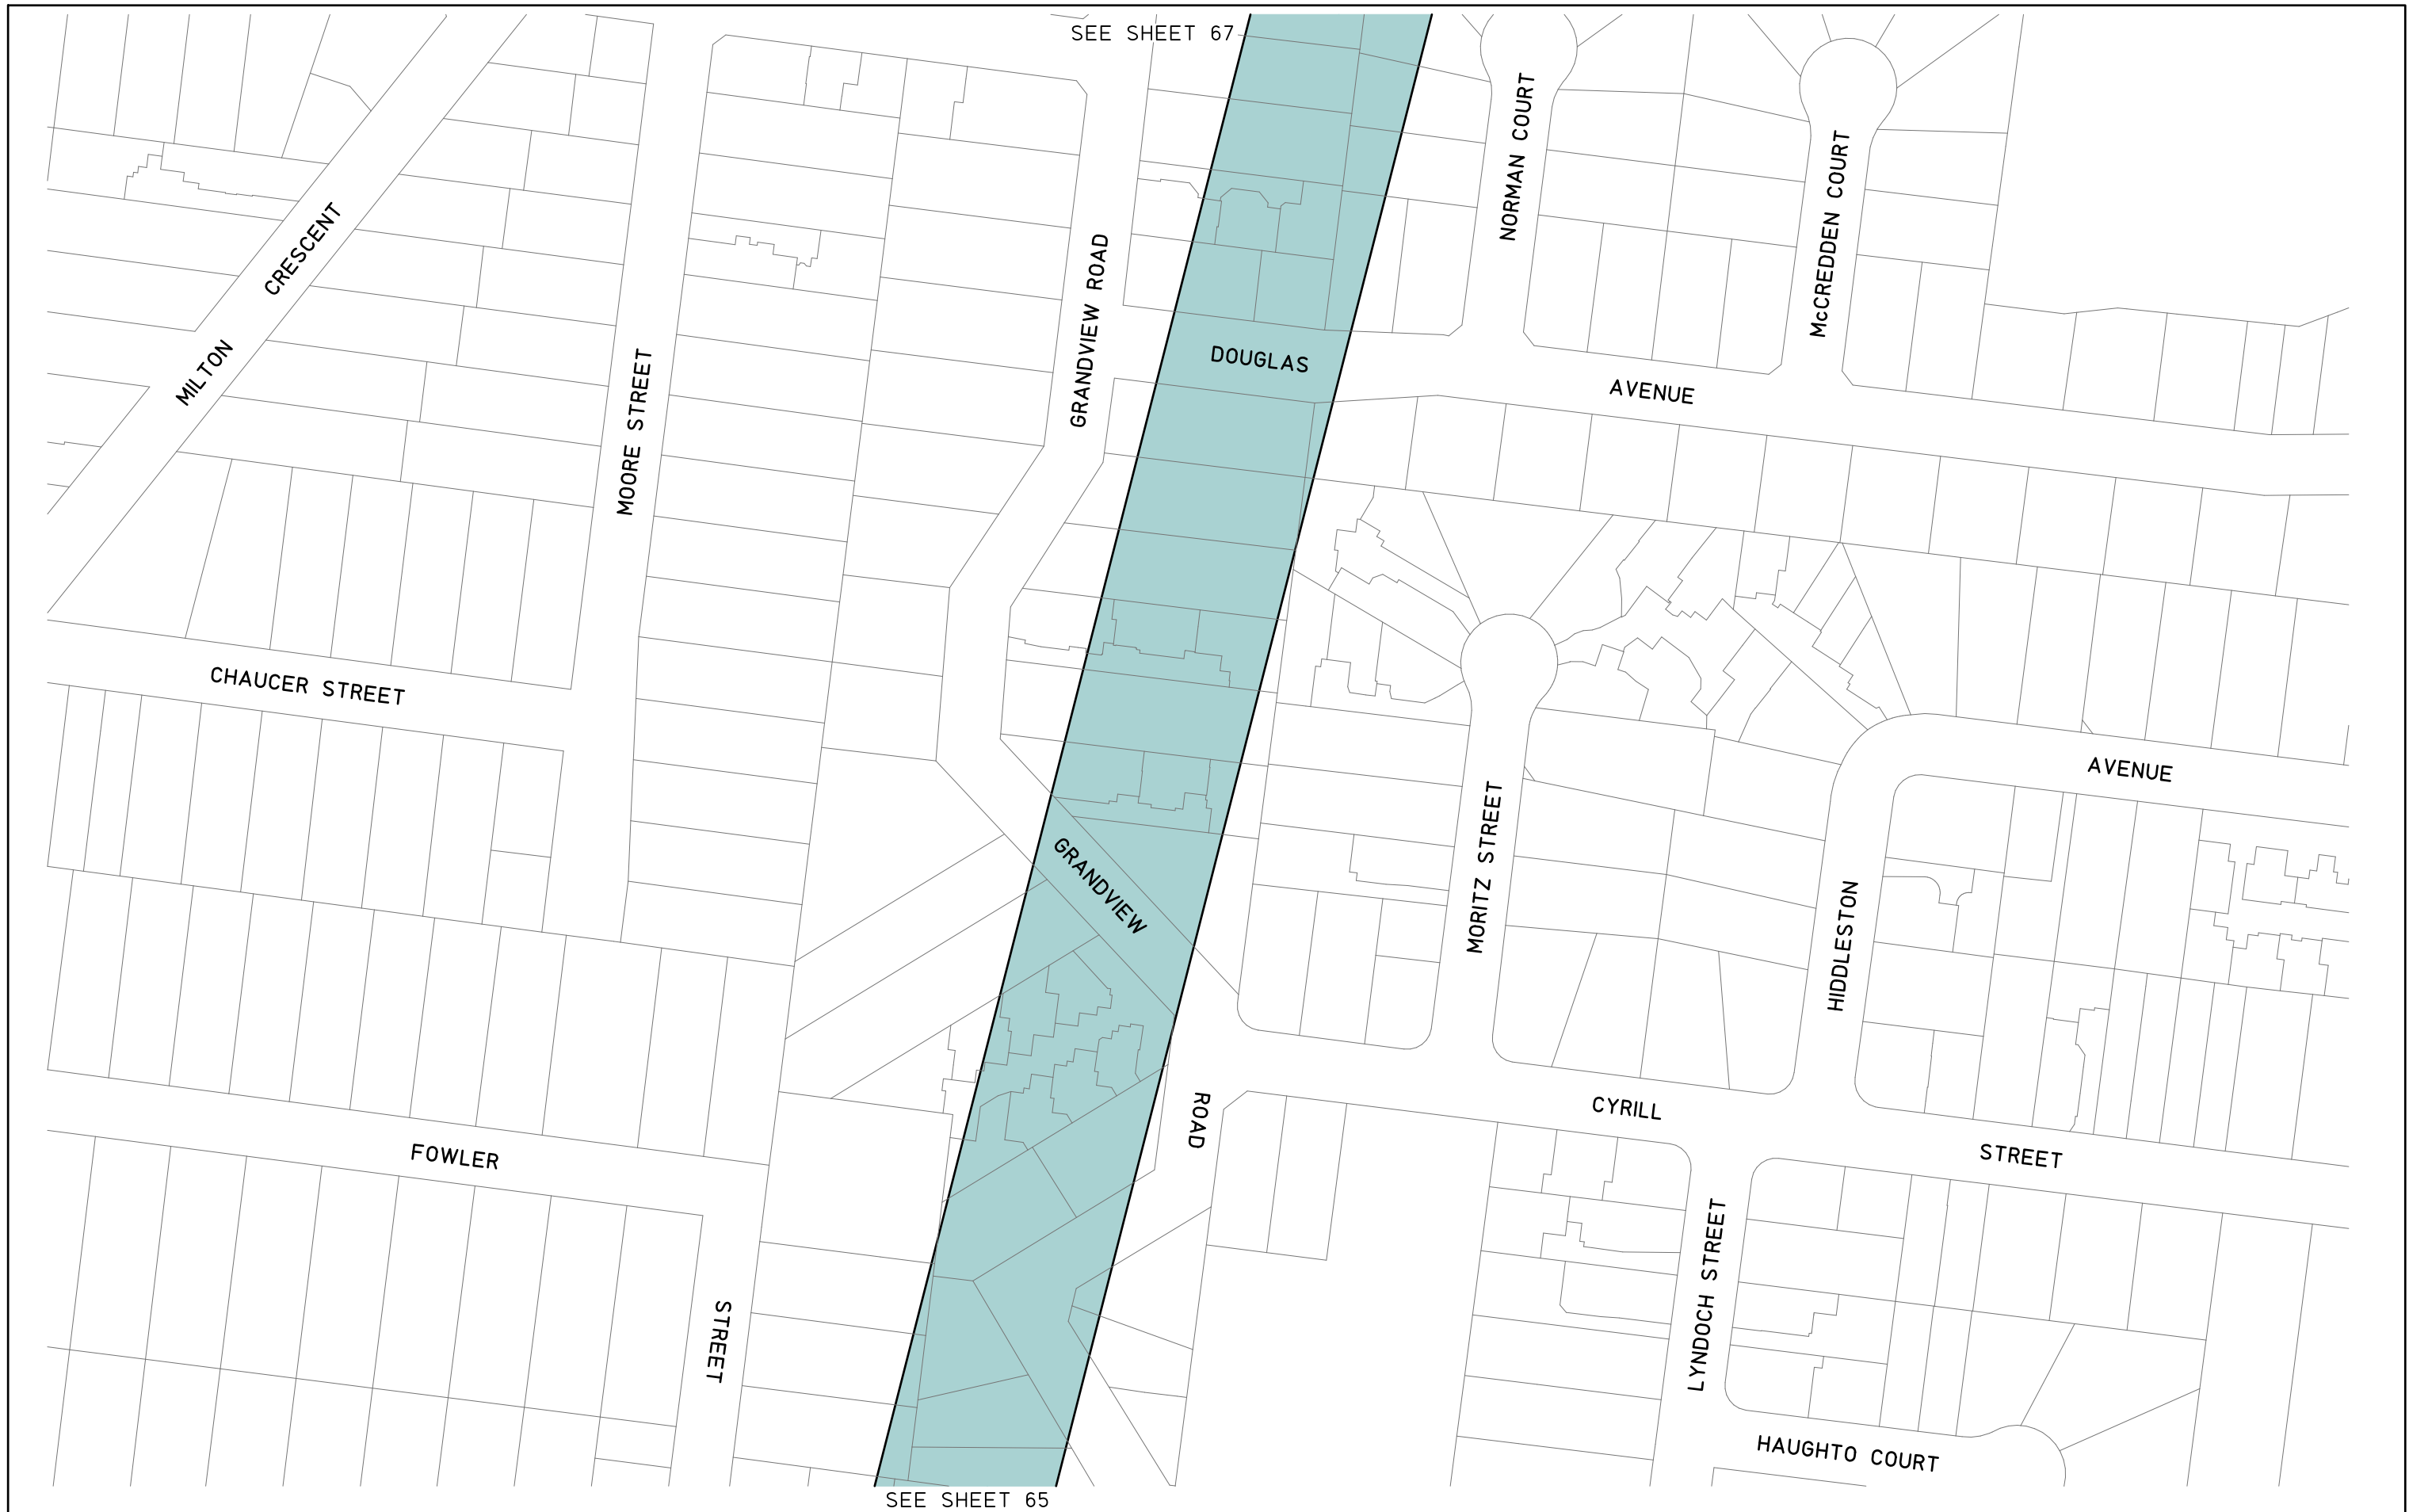 SEE SHEET 67
NORMAN COURT
McCREDDEN COURT
MILTON
CRESCENT
MOORE STREET
GRANDVIEW ROAD
DOUGLAS
AVENUE
CHAUCER STREET
AVENUE
GRANDVIEW
MORITZ STREET
HIDDLESTON
ROAD
CYRILL
FOWLER
STREET
LYNDOCH STREET
STREET
HAUGHTO COURT
SEE SHEET 65